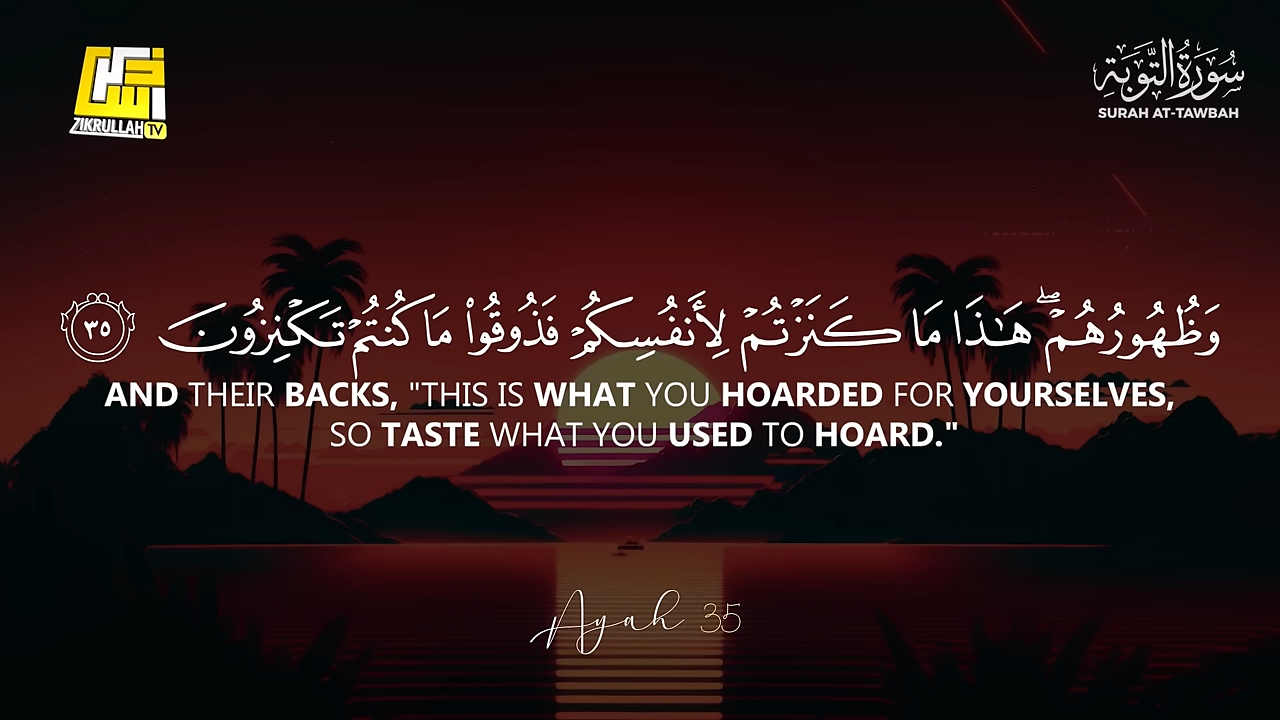 ZIKRULLAH TV
سُورَةُ التَّوْبَةِ
SURAH AT-TAWBAH
وَظُهُورُهُمْ ۖ هَـٰذَا مَا كَنَزْتُمْ لِأَنفُسِكُمْ فَذُوقُوا۟ مَا كُنتُمْ تَكْنِزُونَ ٣٥
AND THEIR BACKS, "THIS IS WHAT YOU HOARDED FOR YOURSELVES,
SO TASTE WHAT YOU USED TO HOARD."
Ayah 35